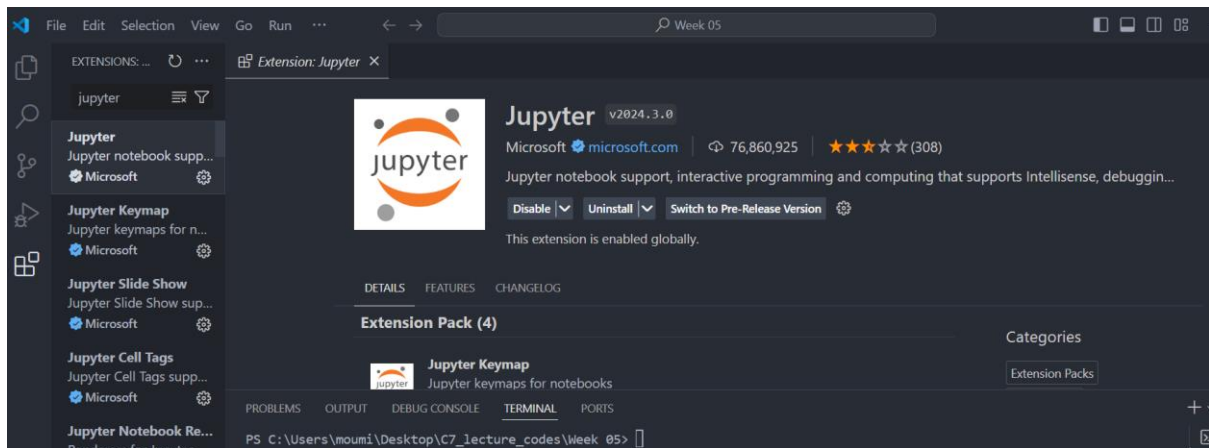 File Edit Selection View Go Run ··· Week 05
EXTENSIONS: ...
Extension: Jupyter
jupyter
Jupyter
Jupyter notebook supp...
Microsoft
Jupyter Keymap
Jupyter keymaps for n...
Microsoft
Jupyter Slide Show
Jupyter Slide Show sup...
Microsoft
Jupyter Cell Tags
Jupyter Cell Tags supp...
Microsoft
Jupyter Notebook Re...
jupyter
Jupyter v2024.3.0
Microsoft microsoft.com 76,860,925 (308)
Jupyter notebook support, interactive programming and computing that supports Intellisense, debuggin...
Disable Uninstall Switch to Pre-Release Version
This extension is enabled globally.
DETAILS FEATURES CHANGELOG
Extension Pack (4)
jupyter
Jupyter Keymap
Jupyter keymaps for notebooks
Categories
Extension Packs
PROBLEMS OUTPUT DEBUG CONSOLE TERMINAL PORTS
PS C:\Users\moumi\Desktop\C7_lecture_codes\Week 05>